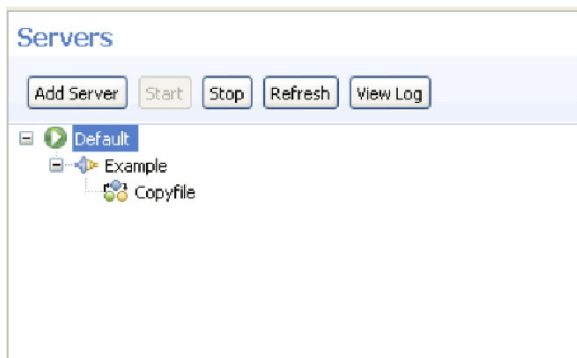 Servers
Add Server Start Stop Refresh View Log
Default
Example
Copyfile